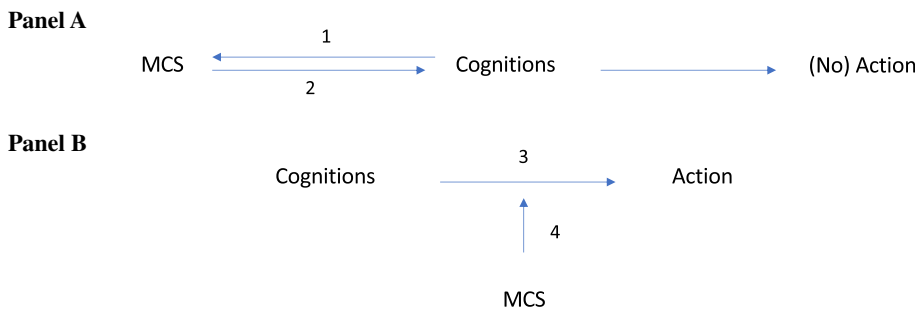 Panel A
1
MCS Cognitions (No) Action
2
Panel B
3
Cognitions Action
4
MCS